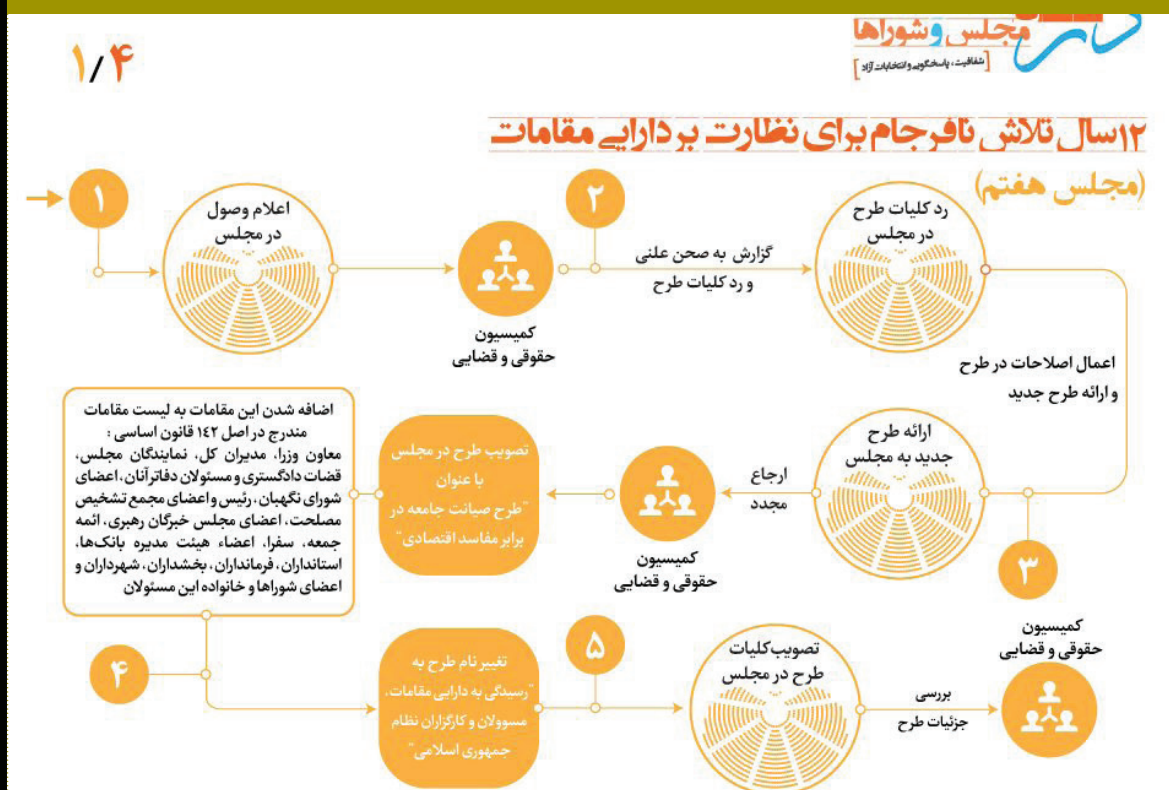 مجلس و شوراها
[شفافیت، پاسخگویی و انتخابات آزاد]
۱/۴
۱۲سال تلاش نافرجام برای نظارت بر دارایی مقامات
(مجلس هفتم)
۱
اعلام وصول
در مجلس
کمیسیون
حقوقی و قضایی
۲
گزارش به صحن علنی
و رد کلیات طرح
رد کلیات طرح
در مجلس
اعمال اصلاحات در طرح
و ارائه طرح جدید
۳
ارائه طرح
جدید به مجلس
ارجاع
مجدد
کمیسیون
حقوقی و قضایی
تصویب طرح در مجلس
با عنوان
"طرح صیانت جامعه در
برابر مفاسد اقتصادی"
اضافه شدن این مقامات به لیست مقامات
مندرج در اصل ۱۴۲ قانون اساسی :
معاون وزرا، مدیران کل، نمایندگان مجلس،
قضات دادگستری و مسئولان دفاتر آنان، اعضای
شورای نگهبان، رئیس و اعضای مجمع تشخیص
مصلحت، اعضای مجلس خبرگان رهبری، ائمه
جمعه، سفرا، اعضاء هیئت مدیره بانک‌ها،
استانداران، فرمانداران، بخشداران، شهرداران و
اعضای شوراها و خانواده این مسئولان
۴
تغییر نام طرح به
"رسیدگی به دارایی مقامات،
مسوولان و کارگزاران نظام
جمهوری اسلامی"
۵
تصویب کلیات
طرح در مجلس
بررسی
جزئیات طرح
کمیسیون
حقوقی و قضایی